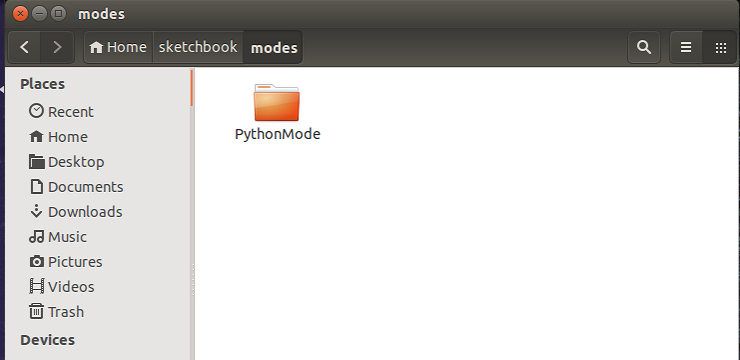 modes
Home sketchbook modes
Places
Recent
Home
Desktop
Documents
Downloads
Music
Pictures
Videos
Trash
Devices
PythonMode